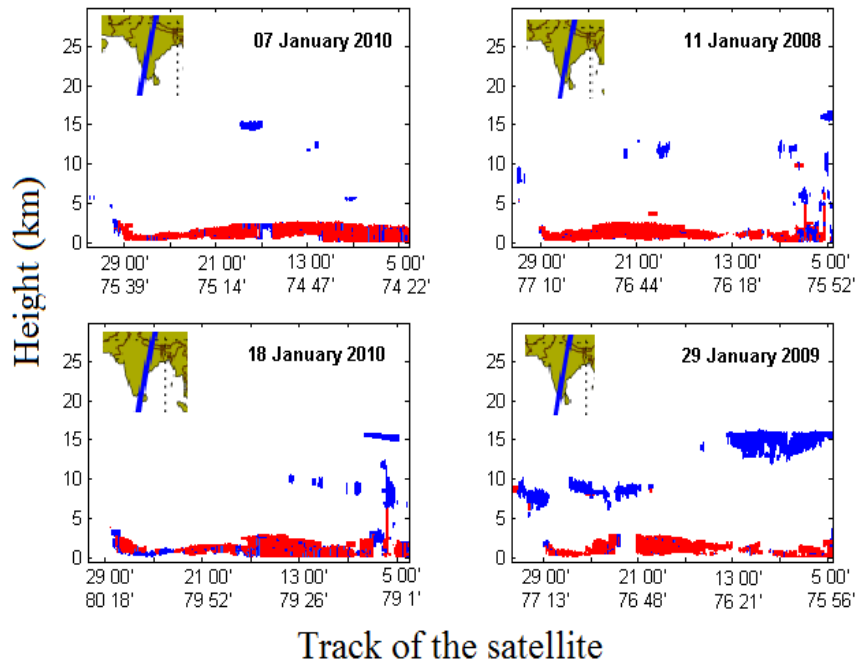 Height (km)
07 January 2010
25
20
15
10
5
0
29 00' 21 00' 13 00' 5 00'
75 39' 75 14' 74 47' 74 22'
11 January 2008
25
20
15
10
5
0
29 00' 21 00' 13 00' 5 00'
77 10' 76 44' 76 18' 75 52'
18 January 2010
25
20
15
10
5
0
29 00' 21 00' 13 00' 5 00'
80 18' 79 52' 79 26' 79 1'
29 January 2009
25
20
15
10
5
0
29 00' 21 00' 13 00' 5 00'
77 13' 76 48' 76 21' 75 56'
Track of the satellite